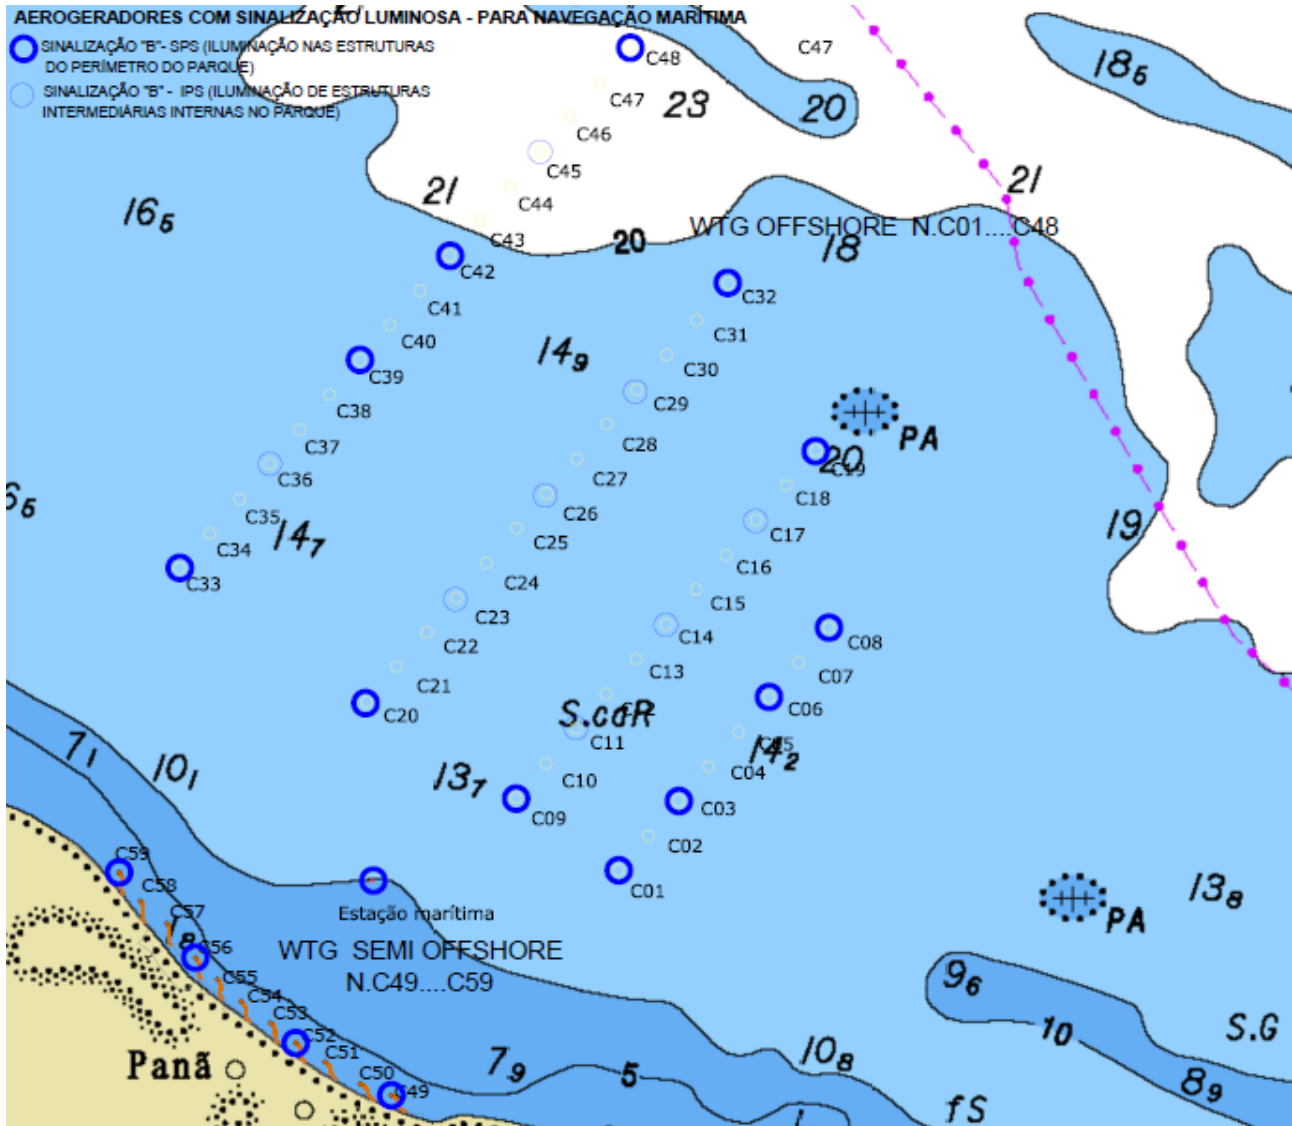 AEROGERADORES COM SINALIZAÇÃO LUMINOSA - PARA NAVEGAÇÃO MARÍTIMA
SINALIZAÇÃO "B"- SPS (ILUMINAÇÃO NAS ESTRUTURAS
DO PERÍMETRO DO PARQUE)
SINALIZAÇÃO "B" - IPS (ILUMINAÇÃO DE ESTRUTURAS
INTERMEDIÁRIAS INTERNAS NO PARQUE)
C48
C47
18₅
C47
23
20
C46
C45
21
C44
21
16₅
C43
20
WTG OFFSHORE N.C01....C48
18
C42
C32
C41
C31
C40
14₉
C30
C39
C29
C38
C28
PA
C37
20
C19
C27
C36
C18
6₅
C26
C35
C17
19
C34
14₇
C25
C16
C33
C24
C15
C23
C14
C08
C22
C13
C07
C21
C20
S.coR
C06
C11
7₁
10₁
14₂
C04
13₇
C10
C03
C09
C02
C59
C01
C58
13₈
C57
Estação marítima
PA
C56
WTG SEMI OFFSHORE
N.C49....C59
9₆
C55
C54
C53
S.G
10
C52
10₈
C51
7₉
Panã
C50
5
8₉
C49
fS